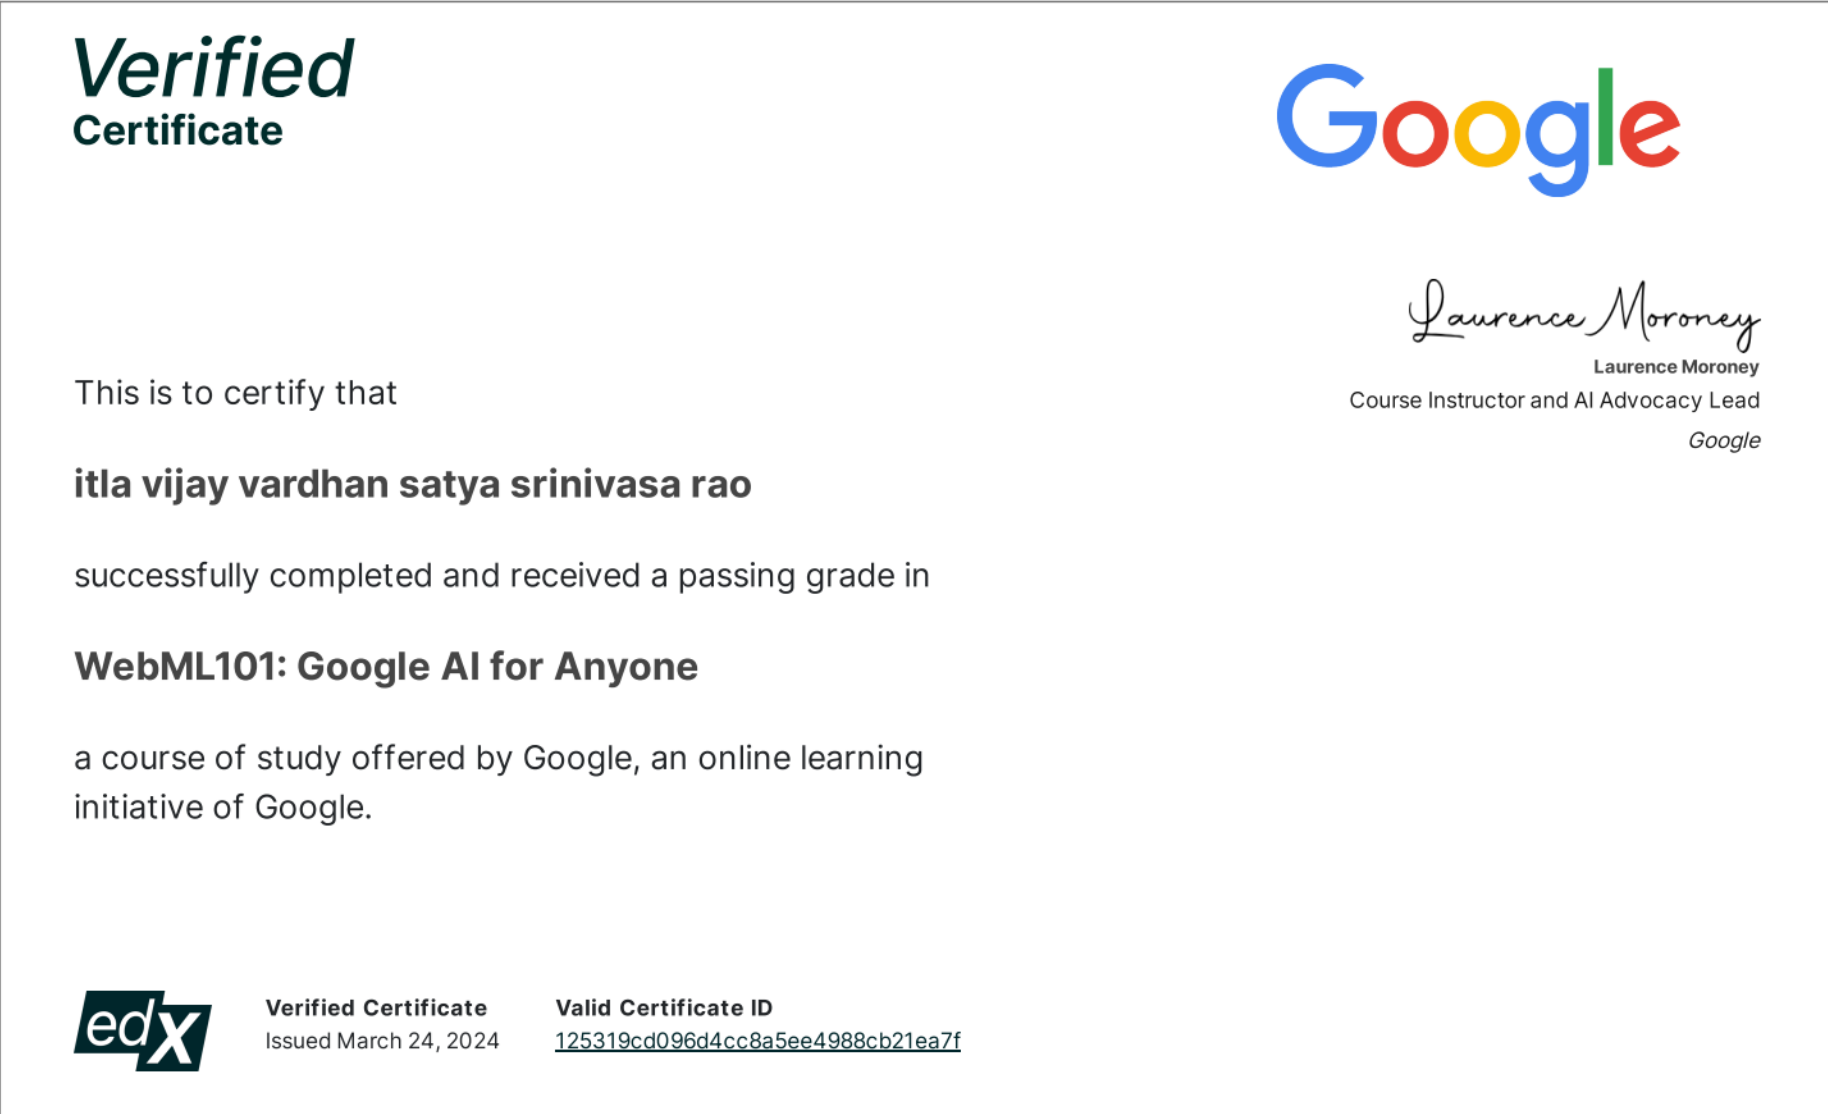 Verified
Certificate
Google
Laurence Moroney
Laurence Moroney
Course Instructor and AI Advocacy Lead
Google
This is to certify that
itla vijay vardhan satya srinivasa rao
successfully completed and received a passing grade in
WebML101: Google AI for Anyone
a course of study offered by Google, an online learning
initiative of Google.
edX
Verified Certificate
Issued March 24, 2024
Valid Certificate ID
125319cd096d4cc8a5ee4988cb21ea7f